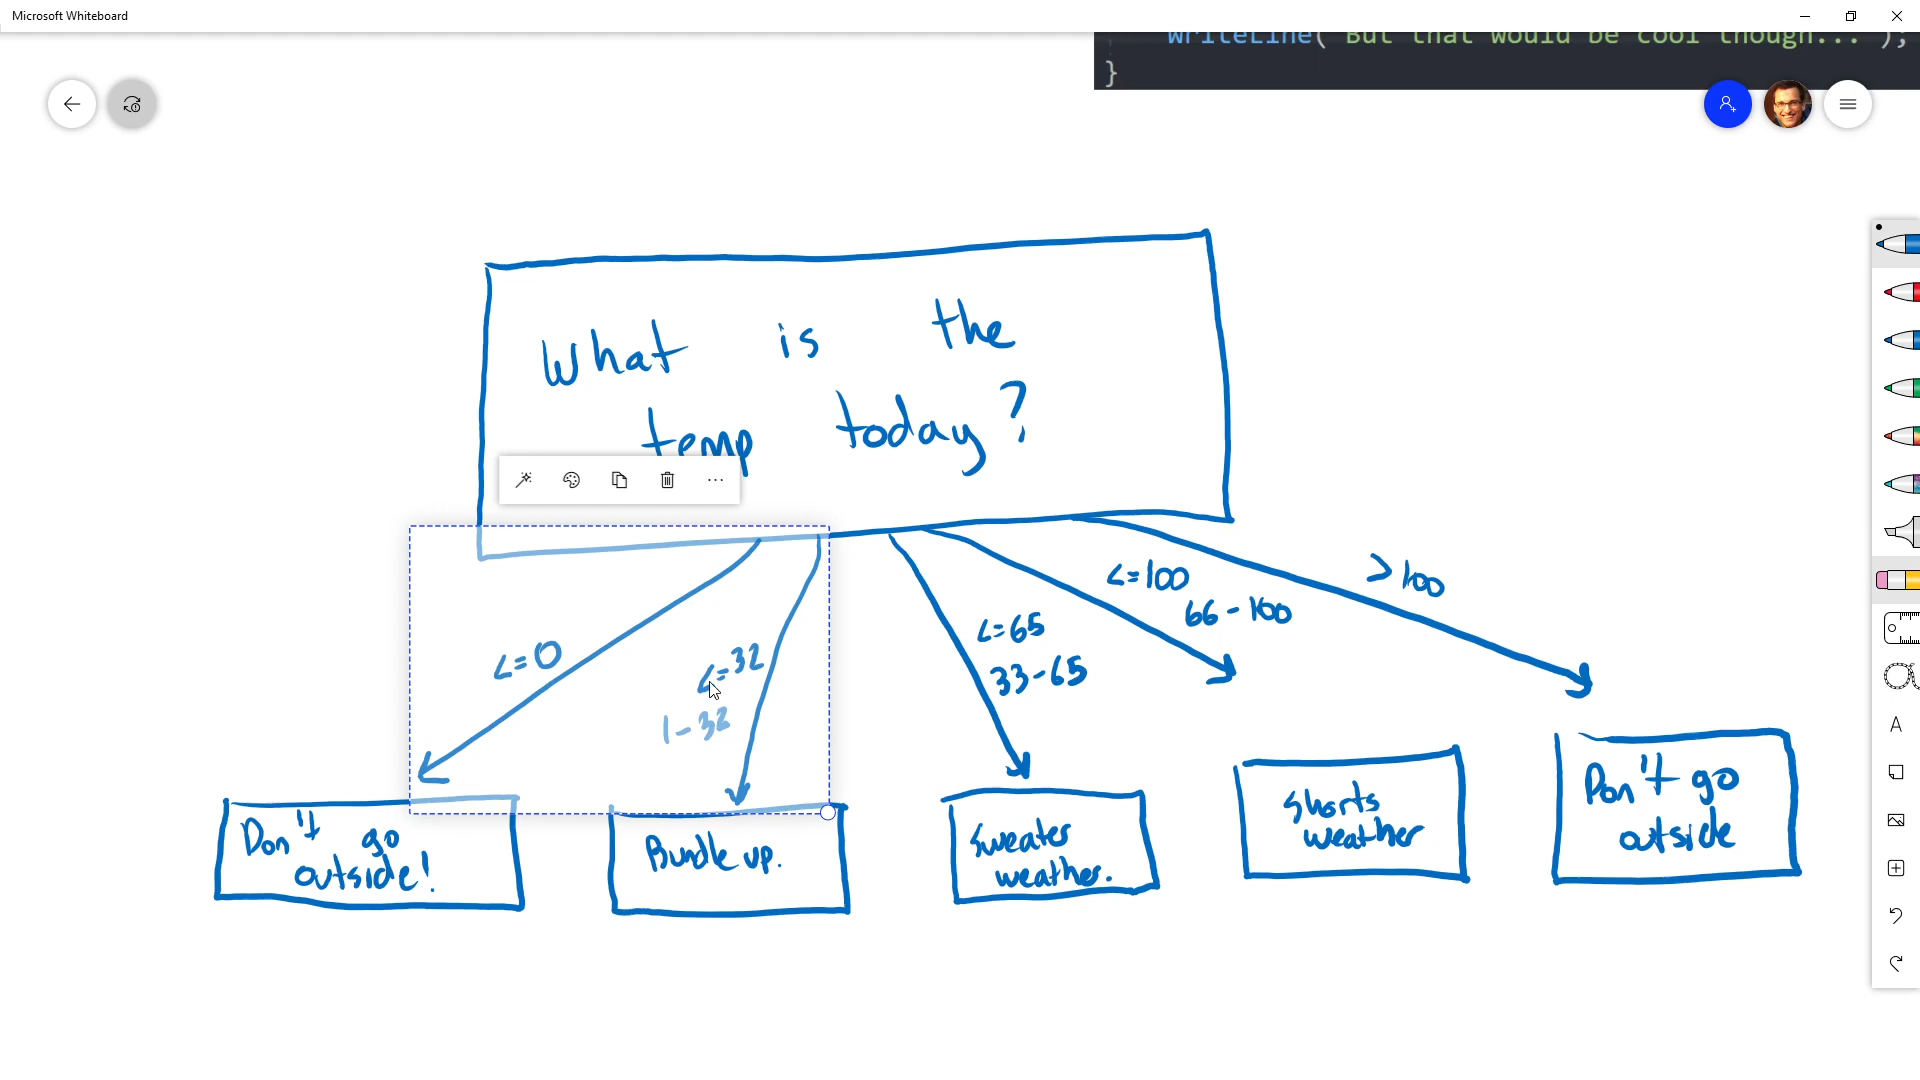 Microsoft Whiteboard
WriteLine("But that would be cool though...");
}
What is the
temp today?
<=0
<=32
1-32
<=65
33-65
<=100
66-100
>100
Don't go
outside!
Bundle up.
Sweater
weather.
Shorts
weather
Don't go
outside